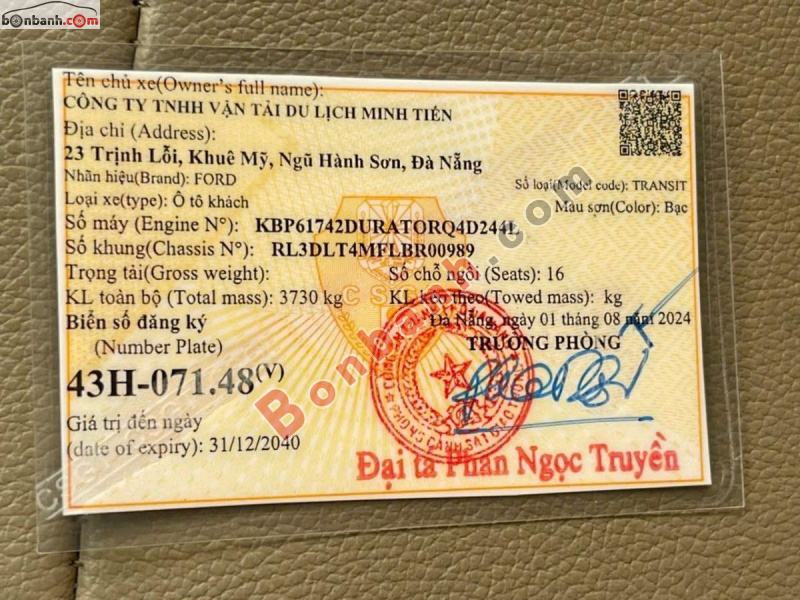 bonbanh.com
Tên chủ xe(Owner's full name):
CÔNG TY TNHH VẬN TẢI DU LỊCH MINH TIẾN
Địa chỉ (Address):
23 Trịnh Lỗi, Khuê Mỹ, Ngũ Hành Sơn, Đà Nẵng
Nhãn hiệu(Brand): FORD
Số loại(Model code): TRANSIT
Loại xe(type): Ô tô khách
Màu sơn(Color): Bạc
Số máy (Engine N°): KBP61742DURATORQ4D244L
Số khung(Chassis N°): RL3DLT4MFLBR00989
Trọng tải(Gross weight):
Số chỗ ngồi (Seats): 16
KL toàn bộ (Total mass): 3730 kg
KL kéo theo(Towed mass): kg
Biển số đăng ký
Đà Nẵng, ngày 01 tháng 08 năm 2024
(Number Plate)
TRƯỞNG PHÒNG
43H-071.48(V)
Giá trị đến ngày
(date of expiry): 31/12/2040
Đại tá Phan Ngọc Truyền
Bonbanh.com